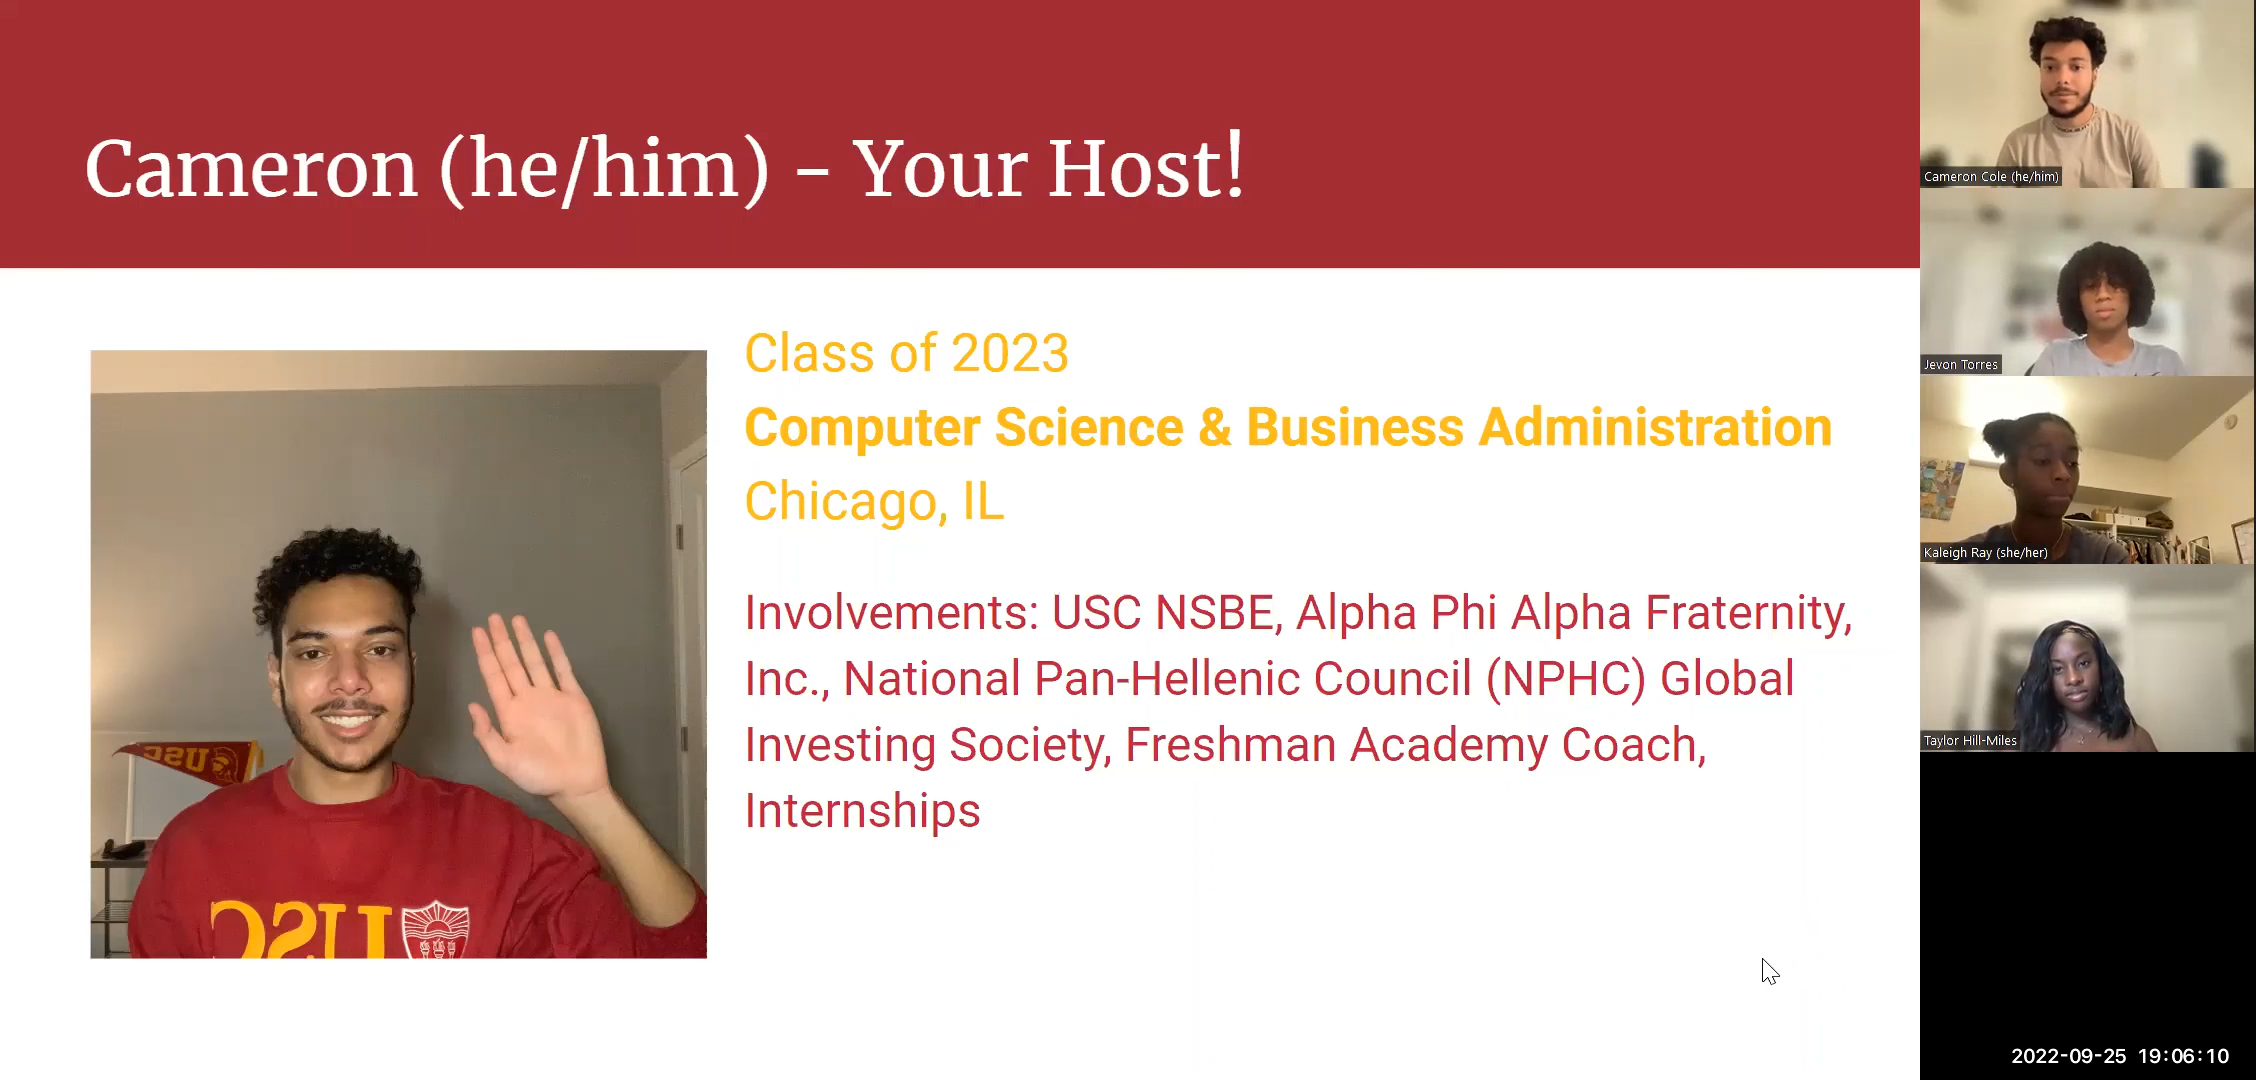 Cameron (he/him) - Your Host!
Class of 2023
Computer Science & Business Administration
Chicago, IL
Involvements: USC NSBE, Alpha Phi Alpha Fraternity,
Inc., National Pan-Hellenic Council (NPHC) Global
Investing Society, Freshman Academy Coach,
Internships
USC
USC
Cameron Cole (he/him)
Jevon Torres
Kaleigh Ray (she/her)
Taylor Hill-Miles
2022-09-25 19:06:10